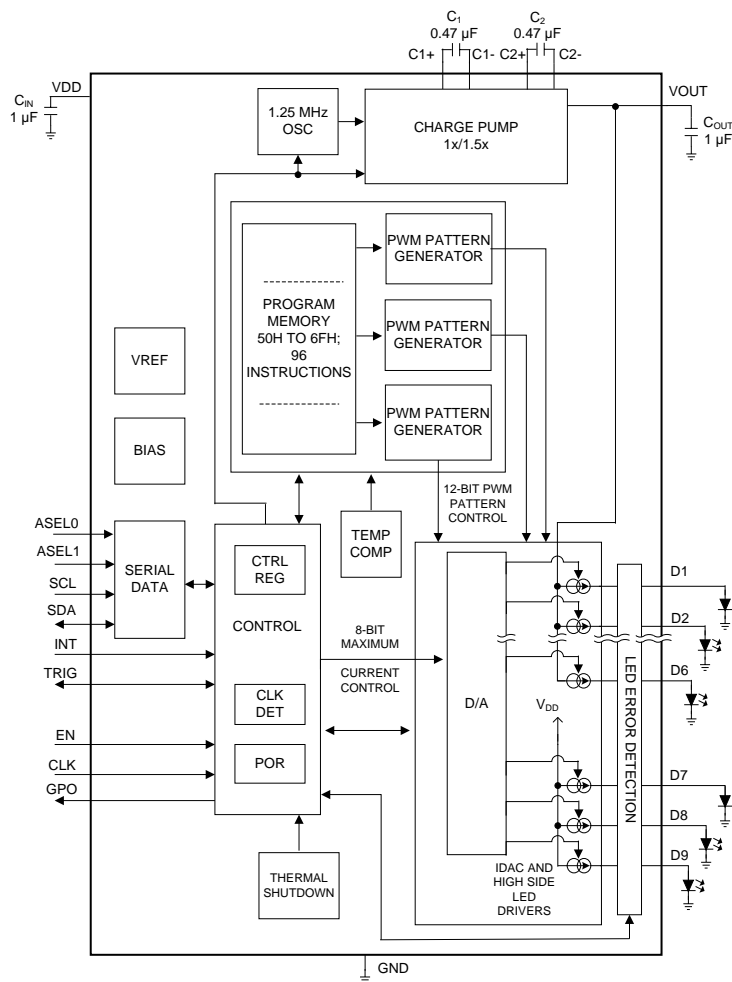 C1
0.47 µF
C2
0.47 µF
C1+
C1-
C2+
C2-
VDD
CIN
1 µF
1.25 MHz
OSC
CHARGE PUMP
1x/1.5x
VOUT
COUT
1 µF
PROGRAM
MEMORY
50H TO 6FH;
96
INSTRUCTIONS
PWM PATTERN
GENERATOR
PWM PATTERN
GENERATOR
PWM PATTERN
GENERATOR
VREF
BIAS
12-BIT PWM
PATTERN
CONTROL
TEMP
COMP
ASEL0
ASEL1
SCL
SDA
INT
TRIG
EN
CLK
GPO
SERIAL
DATA
CTRL
REG
CONTROL
CLK
DET
POR
8-BIT
MAXIMUM
CURRENT
CONTROL
D/A
VDD
IDAC AND
HIGH SIDE
LED
DRIVERS
LED ERROR DETECTION
D1
D2
D6
D7
D8
D9
THERMAL
SHUTDOWN
GND